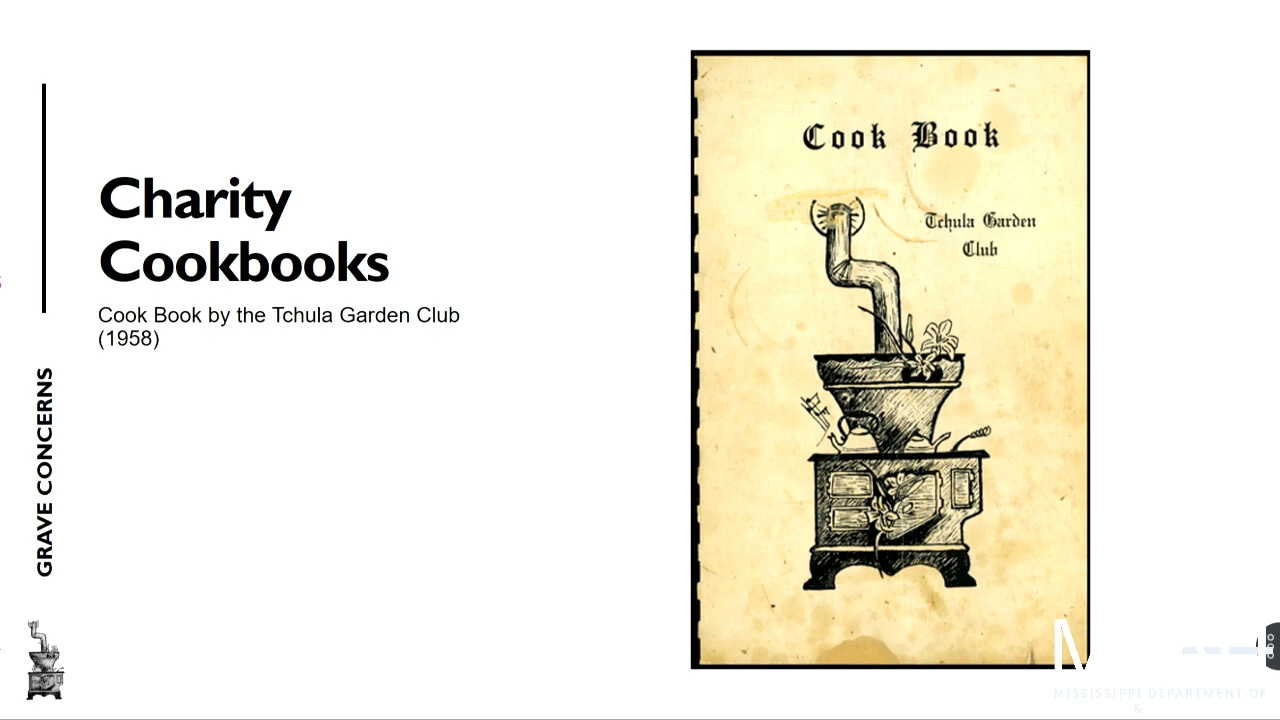 Charity
Cookbooks
Cook Book by the Tchula Garden Club
(1958)
GRAVE CONCERNS
Cook Book
Tchula Garden
Club
M
MISSISSIPPI DEPARTMENT OF
&